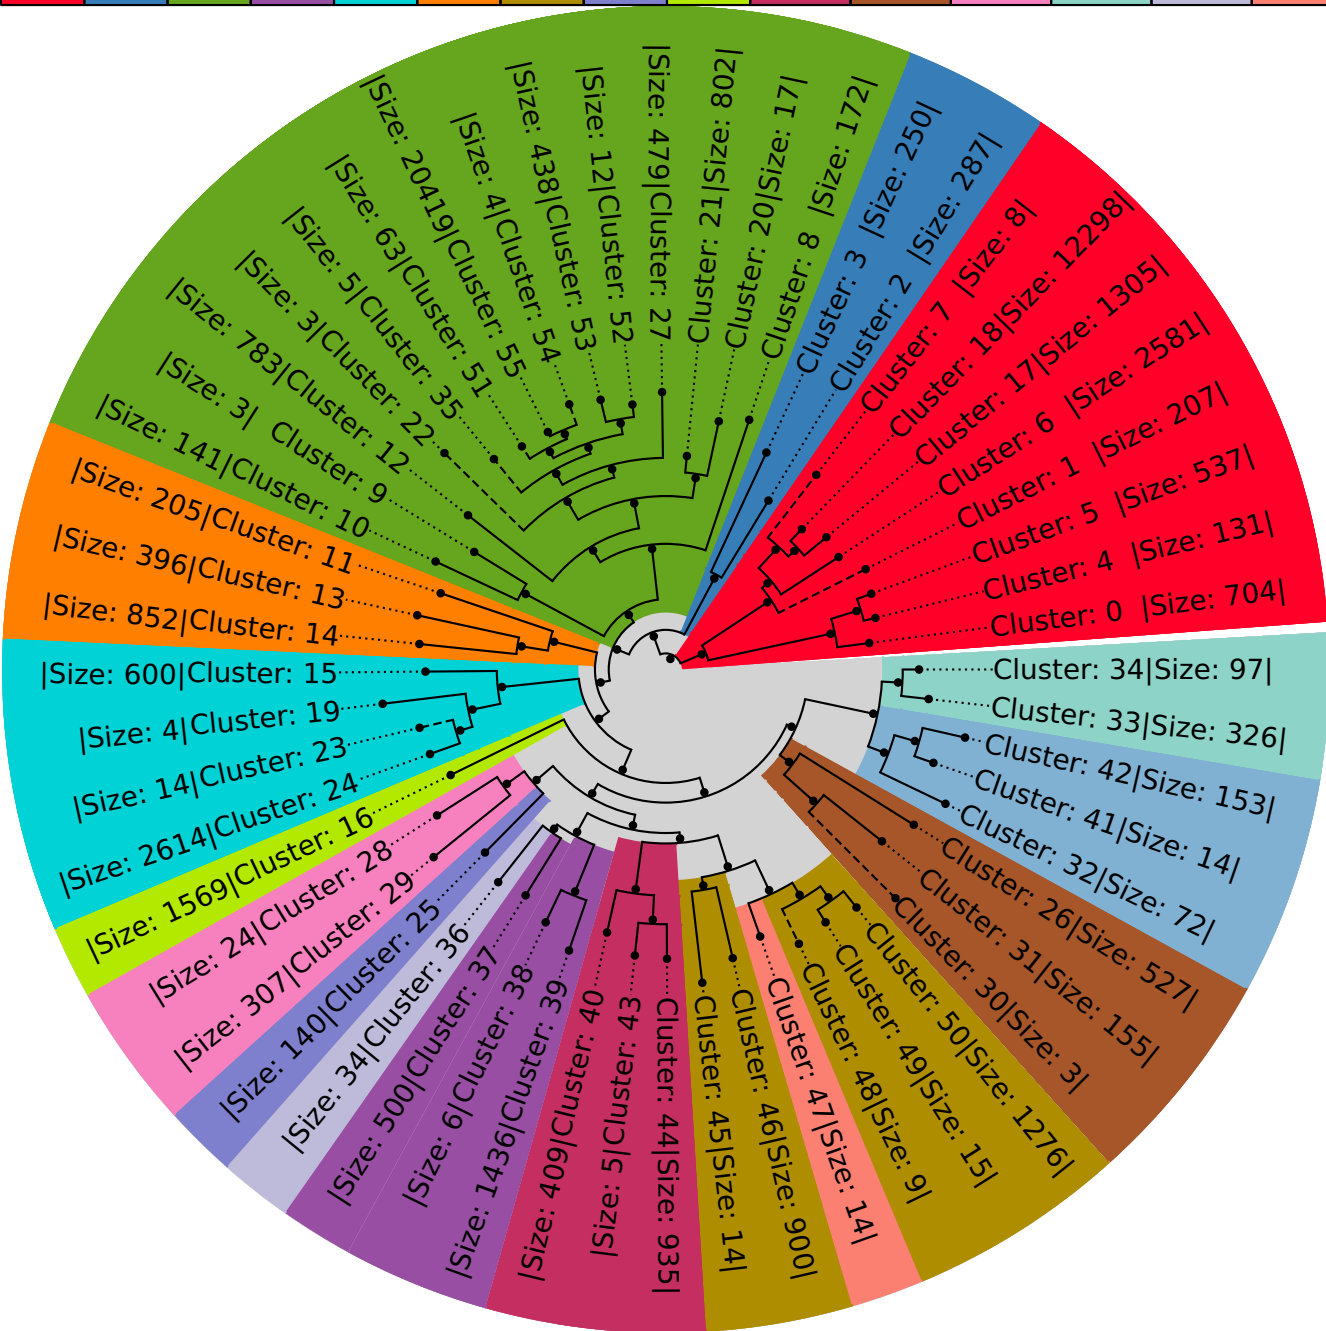 |Size: 141|Cluster: 10
|Size: 3|  Cluster: 9
|Size: 783|Cluster: 12
|Size: 3|Cluster: 22
|Size: 5|Cluster: 35
|Size: 63|Cluster: 51
|Size: 20419|Cluster: 55
|Size: 4|Cluster: 54
|Size: 438|Cluster: 53
|Size: 12|Cluster: 52
|Size: 479|Cluster: 27
Cluster: 21|Size: 802|
Cluster: 20|Size: 17|
Cluster: 8  |Size: 172|
Cluster: 3  |Size: 250|
Cluster: 2  |Size: 287|
Cluster: 7  |Size: 8|
Cluster: 18|Size: 12298|
Cluster: 17|Size: 1305|
Cluster: 6  |Size: 2581|
Cluster: 1  |Size: 207|
Cluster: 5  |Size: 537|
Cluster: 4  |Size: 131|
Cluster: 0  |Size: 704|
Cluster: 34|Size: 97|
Cluster: 33|Size: 326|
Cluster: 42|Size: 153|
Cluster: 41|Size: 14|
Cluster: 32|Size: 72|
Cluster: 26|Size: 527|
Cluster: 31|Size: 155|
Cluster: 30|Size: 3|
Cluster: 50|Size: 1276|
Cluster: 49|Size: 15|
Cluster: 48|Size: 9|
Cluster: 47|Size: 14|
Cluster: 46|Size: 900|
Cluster: 45|Size: 14|
Cluster: 44|Size: 935|
|Size: 5|Cluster: 43
|Size: 409|Cluster: 40
|Size: 1436|Cluster: 39
|Size: 6|Cluster: 38
|Size: 500|Cluster: 37
|Size: 34|Cluster: 36
|Size: 140|Cluster: 25
|Size: 307|Cluster: 29
|Size: 24|Cluster: 28
|Size: 1569|Cluster: 16
|Size: 2614|Cluster: 24
|Size: 14|Cluster: 23
|Size: 4|Cluster: 19
|Size: 600|Cluster: 15
|Size: 852|Cluster: 14
|Size: 396|Cluster: 13
|Size: 205|Cluster: 11